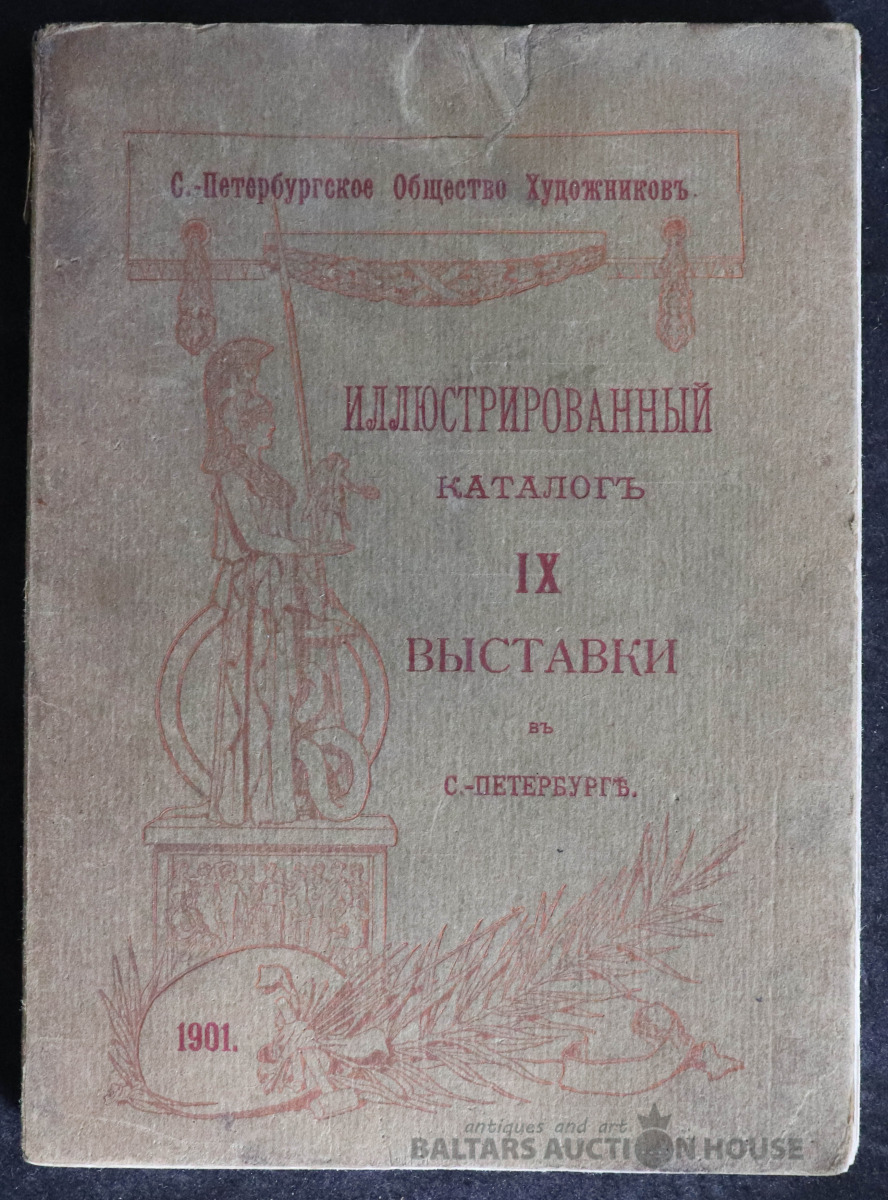 С.-Петербургское Общество Художниковъ.
ИЛЛЮСТРИРОВАННЫЙ
КАТАЛОГЪ
IX
ВЫСТАВКИ
въ
С.-ПЕТЕРБУРГѢ.
1901.
antiques and art
BALTARS AUCTION HOUSE